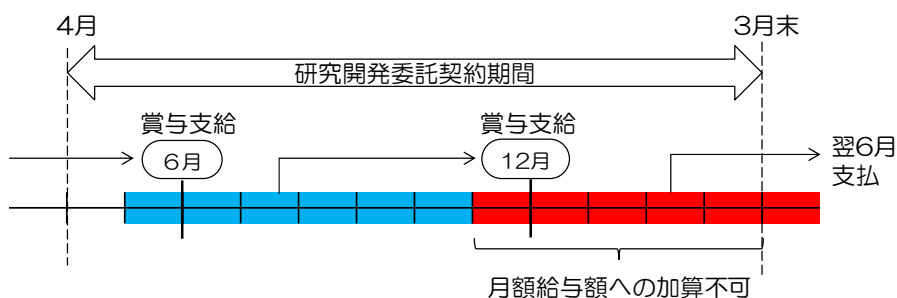 4月
3月末
研究開発委託契約期間
賞与支給
賞与支給
6月
12月
翌6月
支払
月額給与額への加算不可